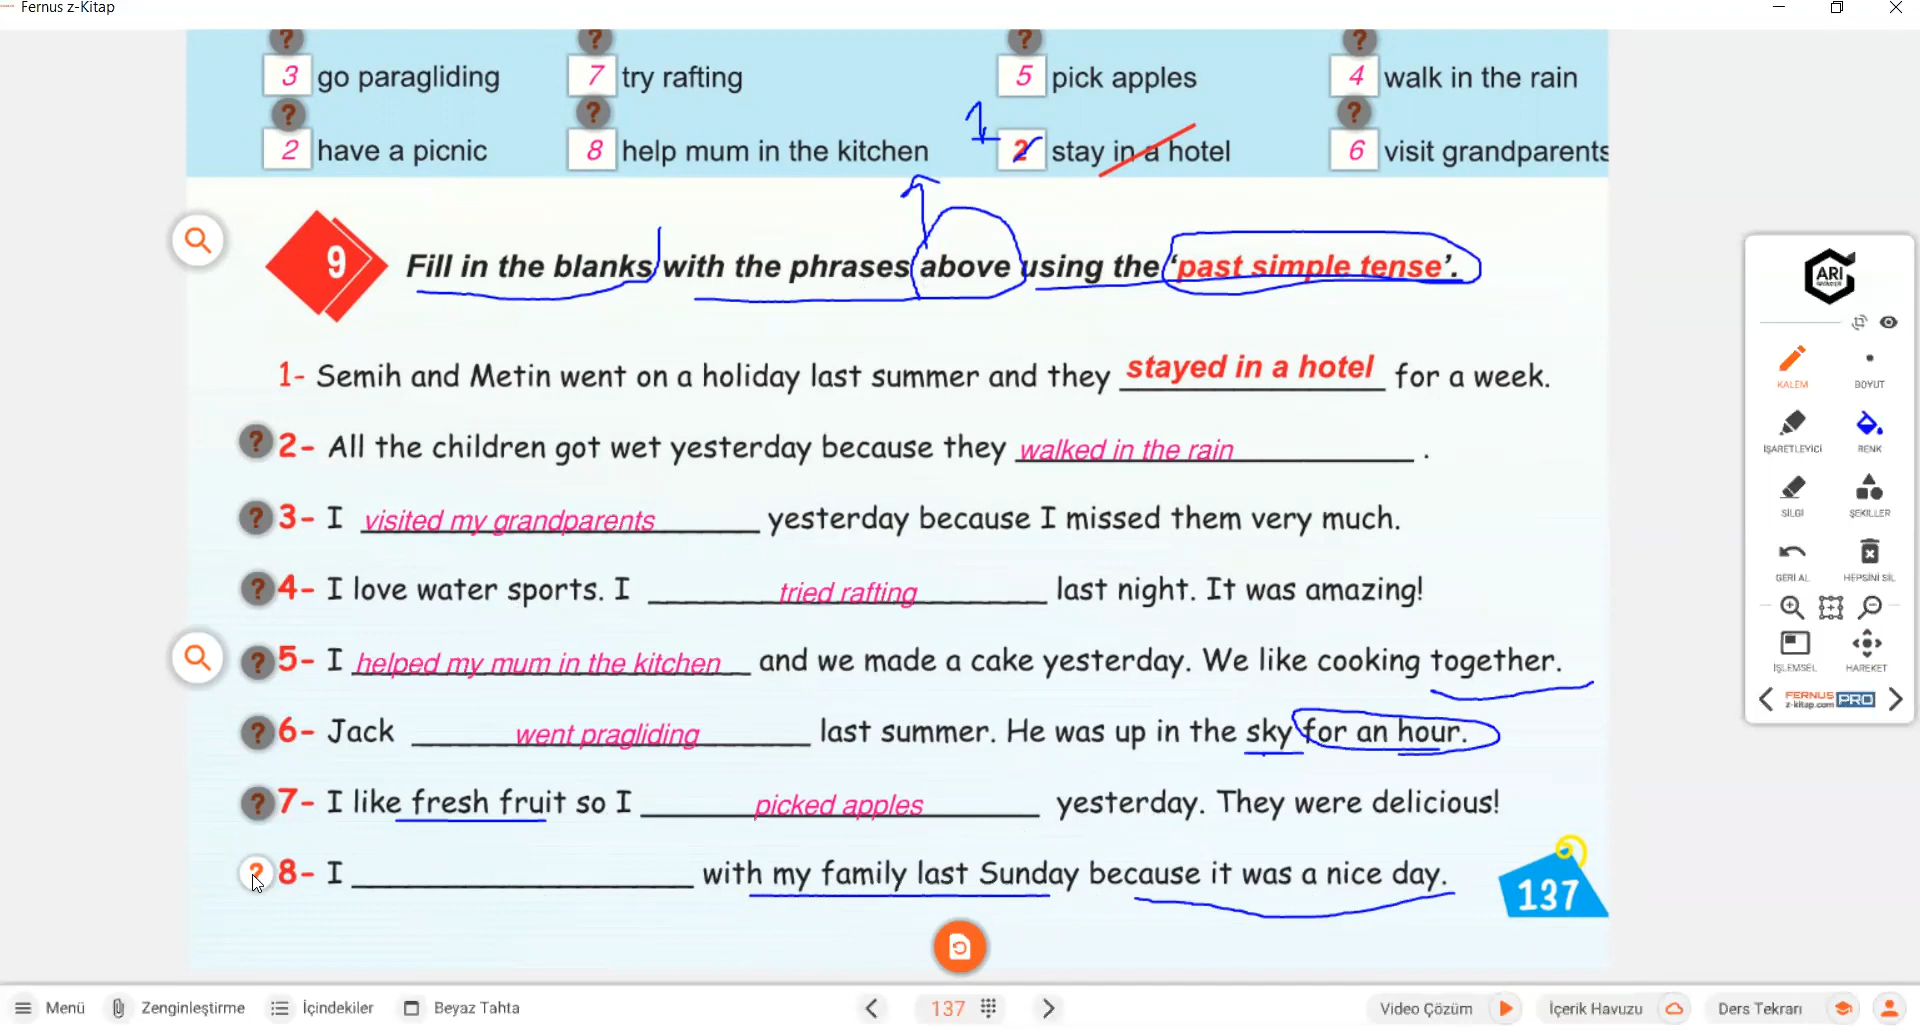 Fernus z-Kitap
? ? ? ?
3 go paragliding 7 try rafting 5 pick apples 4 walk in the rain
? ? ?
2 have a picnic 8 help mum in the kitchen 1 2 stay in a hotel 6 visit grandparents
9 Fill in the blanks with the phrases above using the ‘past simple tense’.
1- Semih and Metin went on a holiday last summer and they stayed in a hotel for a week.
? 2- All the children got wet yesterday because they walked in the rain .
? 3- I visited my grandparents yesterday because I missed them very much.
? 4- I love water sports. I tried rafting last night. It was amazing!
? 5- I helped my mum in the kitchen and we made a cake yesterday. We like cooking together.
? 6- Jack went pragliding last summer. He was up in the sky for an hour.
? 7- I like fresh fruit so I picked apples yesterday. They were delicious!
? 8- I ____ with my family last Sunday because it was a nice day.
137
ARI
KALEM BOYUT
İŞARETLEYİCİ RENK
SİLGİ ŞEKİLLER
GERİ AL HEPSİNİ SİL
İŞLEMSEL HAREKET
FERNUS PRO
z-kitap.com
Menü Zenginleştirme İçindekiler Beyaz Tahta 137 Video Çözüm İçerik Havuzu Ders Tekrarı